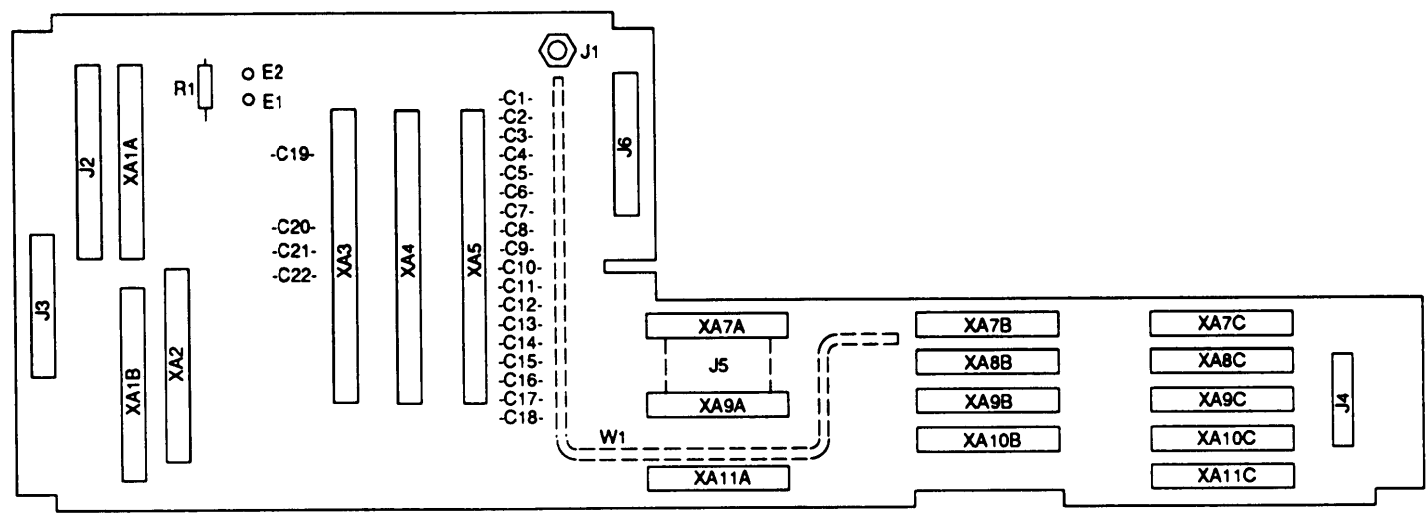 J1
E2
R1
E1
J2
XA1A
-C1-
-C2-
-C3-
-C4-
-C5-
-C6-
-C7-
-C8-
-C9-
-C10-
-C11-
-C12-
-C13-
-C14-
-C15-
-C16-
-C17-
-C18-
-C19-
-C20-
-C21-
-C22-
J6
XA3
XA4
XA5
J3
XA1B
XA2
XA7A
J5
XA9A
W1
XA11A
XA7B
XA8B
XA9B
XA10B
XA7C
XA8C
XA9C
XA10C
XA11C
J4